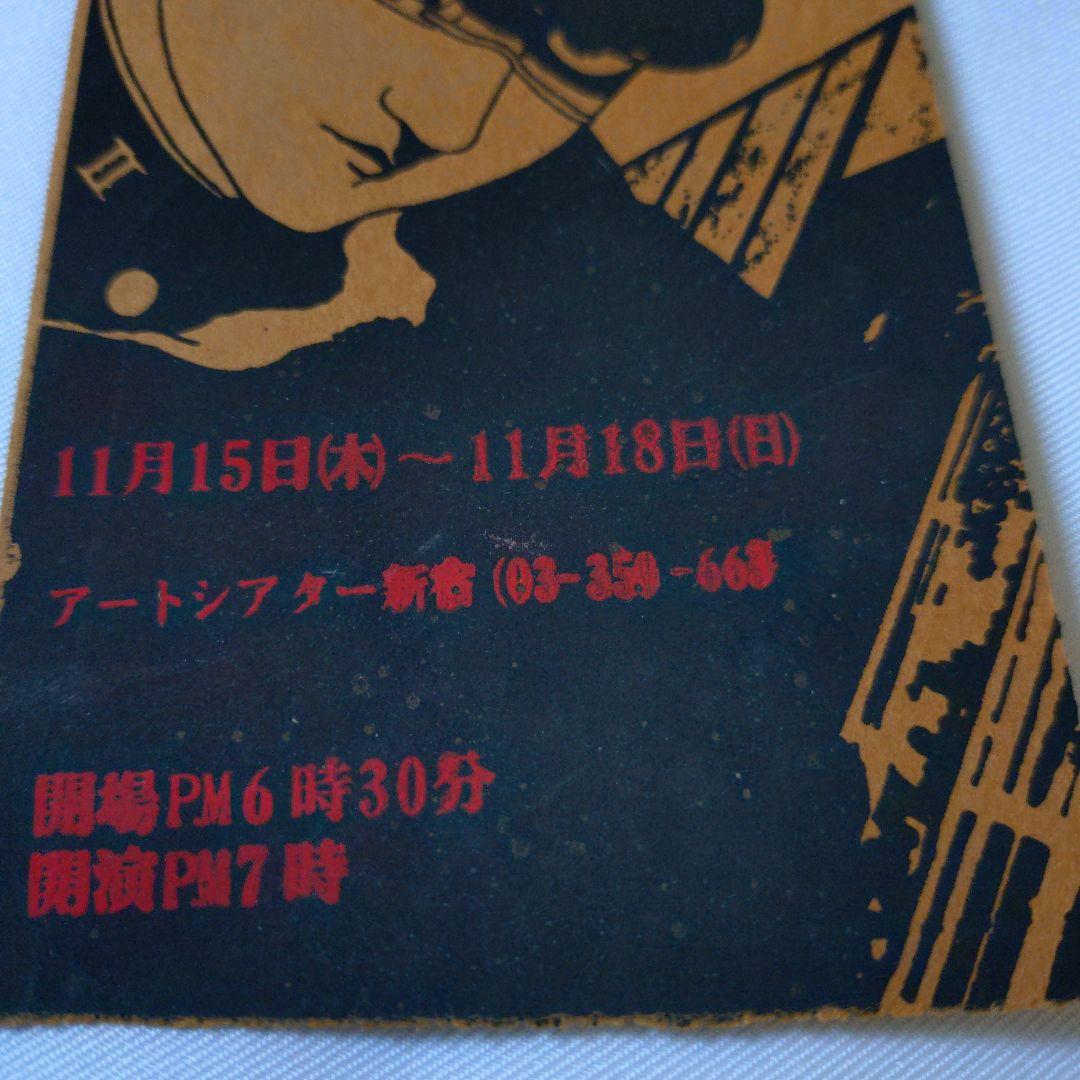 II
11月15日(木)～11月18日(日)
アートシアター新宿 (03-350
開場PM6時30分
開演PM7時